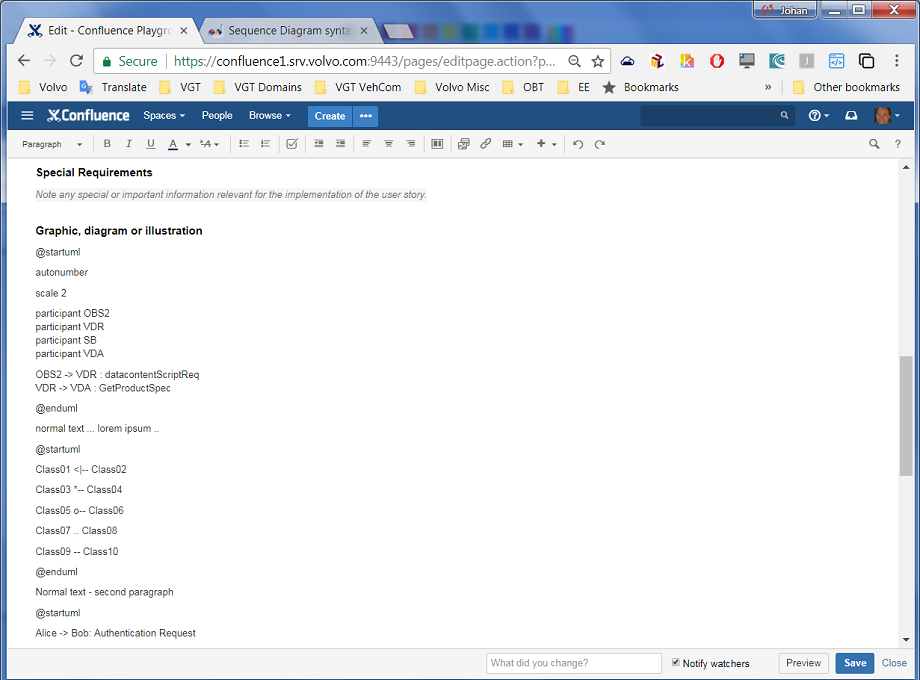 Johan
Edit - Confluence Playgro
Sequence Diagram synta
Secure https://confluence1.srv.volvo.com:9443/pages/editpage.action?p...
Volvo Translate VGT VGT Domains VGT VehCom Volvo Misc OBT EE Bookmarks » Other bookmarks
Confluence Spaces People Browse Create •••
Paragraph B I U A
Special Requirements
Note any special or important information relevant for the implementation of the user story.
Graphic, diagram or illustration
@startuml
autonumber
scale 2
participant OBS2
participant VDR
participant SB
participant VDA
OBS2 -> VDR : datacontentScriptReq
VDR -> VDA : GetProductSpec
@enduml
normal text ... lorem ipsum ..
@startuml
Class01 <|-- Class02
Class03 *-- Class04
Class05 o-- Class06
Class07 .. Class08
Class09 -- Class10
@enduml
Normal text - second paragraph
@startuml
Alice -> Bob: Authentication Request
What did you change? Notify watchers Preview Save Close